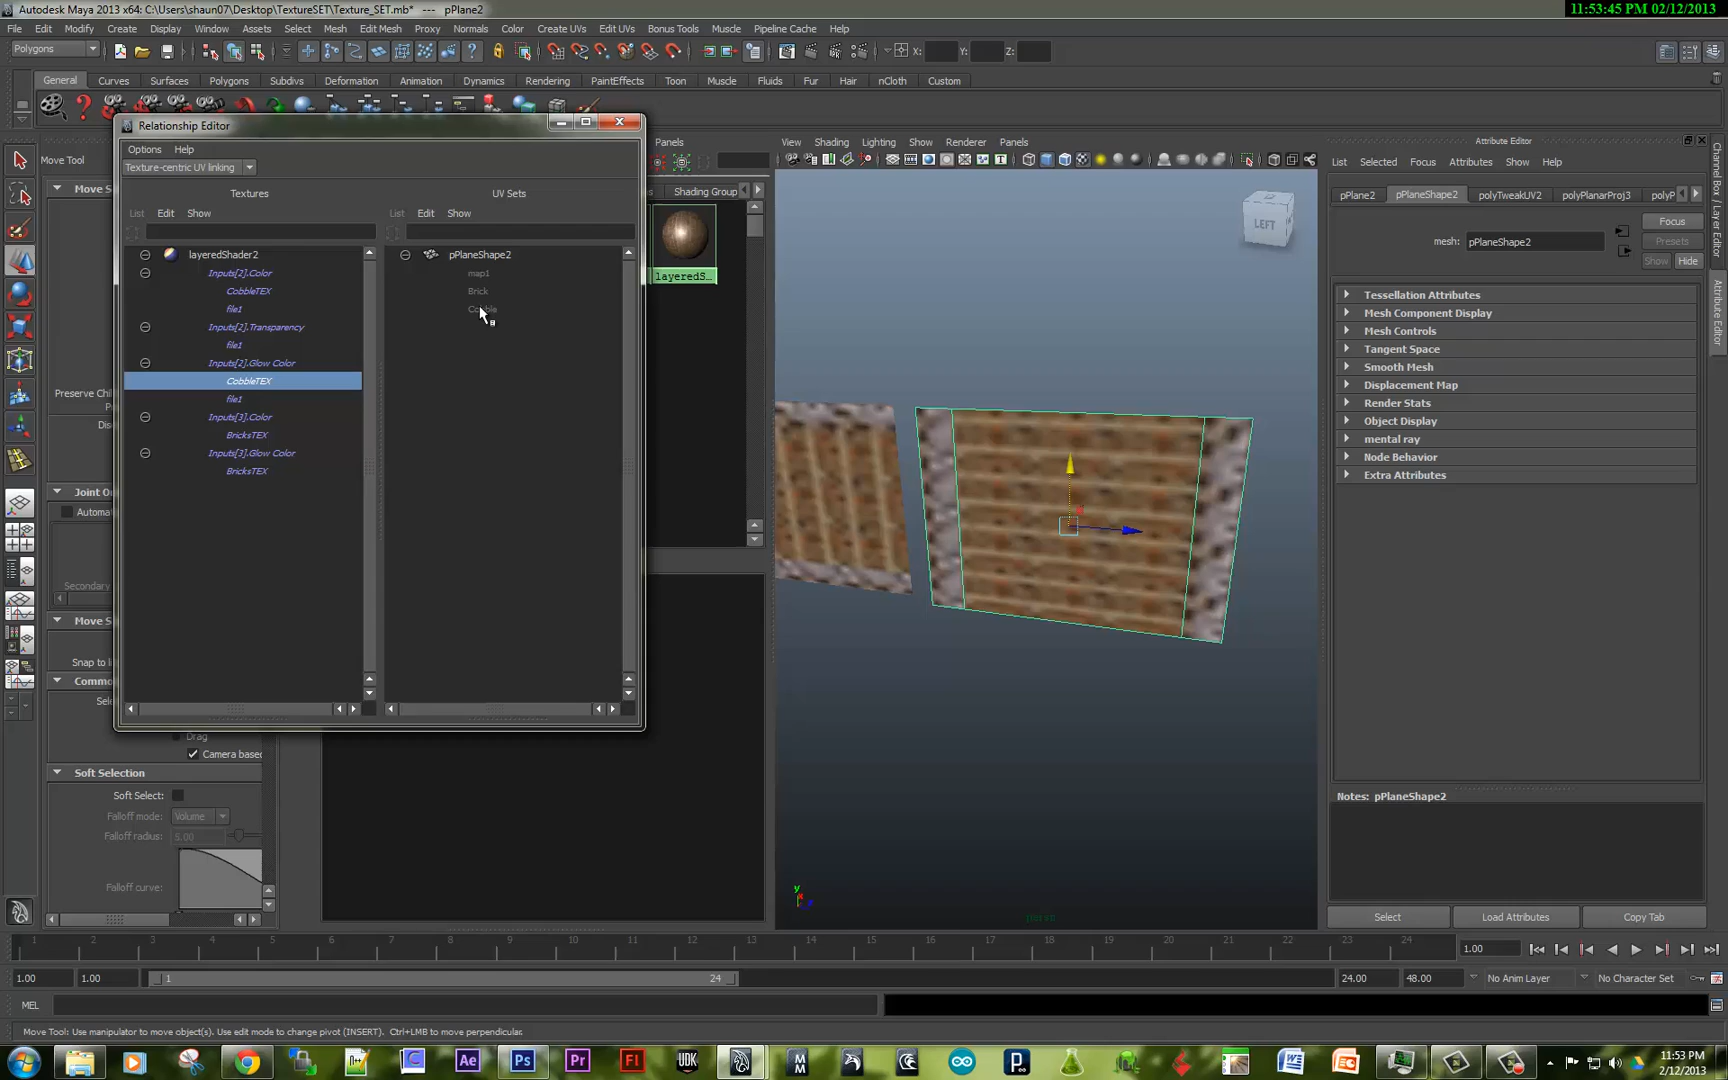 Autodesk Maya 2013 x64: C:\Users\shaun07\Desktop\TextureSET\Texture_SET.mb* --- pPlane2
11:53:45 PM 02/12/2013
File Edit Modify Create Display Window Assets Select Mesh Edit Mesh Proxy Normals Color Create UVs Edit UVs Bonus Tools Muscle Pipeline Cache Help
Polygons
X: Y: Z:
General Curves Surfaces Polygons Subdivs Deformation Animation Dynamics Rendering PaintEffects Toon Muscle Fluids Fur Hair nCloth Custom
Relationship Editor
Options Help
Texture-centric UV linking
Textures
UV Sets
List Edit Show
List Edit Show
layeredShader2
Inputs[2].Color
CobbleTEX
file1
Inputs[2].Transparency
file1
Inputs[2].Glow Color
CobbleTEX
file1
Inputs[3].Color
BricksTEX
Inputs[3].Glow Color
BricksTEX
pPlaneShape2
map1
Brick
Move Tool
Move S
Preserve Chil
Joint O
Automa
Secondary
Move S
Snap to l
Commo
Sele
Drag
Camera based
Soft Selection
Soft Select:
Falloff mode: Volume
Falloff radius: 5.00
Falloff curve:
Panels
Shading Group
layeredS...
View Shading Lighting Show Renderer Panels
LEFT
Attribute Editor
List Selected Focus Attributes Show Help
pPlane2 pPlaneShape2 polyTweakUV2 polyPlanarProj3 polyP
Focus
mesh: pPlaneShape2
Presets
Show Hide
Tessellation Attributes
Mesh Component Display
Mesh Controls
Tangent Space
Smooth Mesh
Displacement Map
Render Stats
Object Display
mental ray
Node Behavior
Extra Attributes
Notes: pPlaneShape2
Select Load Attributes Copy Tab
Channel Box / Layer Editor
Attribute Editor
y
1 2 3 4 5 6 7 8 9 10 11 12 13 14 15 16 17 18 19 20 21 22 23 24
1.00
1.00 1.00 1 24 24.00 48.00 No Anim Layer No Character Set
MEL
Move Tool: Use manipulator to move object(s). Use edit mode to change pivot (INSERT). Ctrl+LMB to move perpendicular.
Ae Ps Pr Fl UDK
11:53 PM
2/12/2013